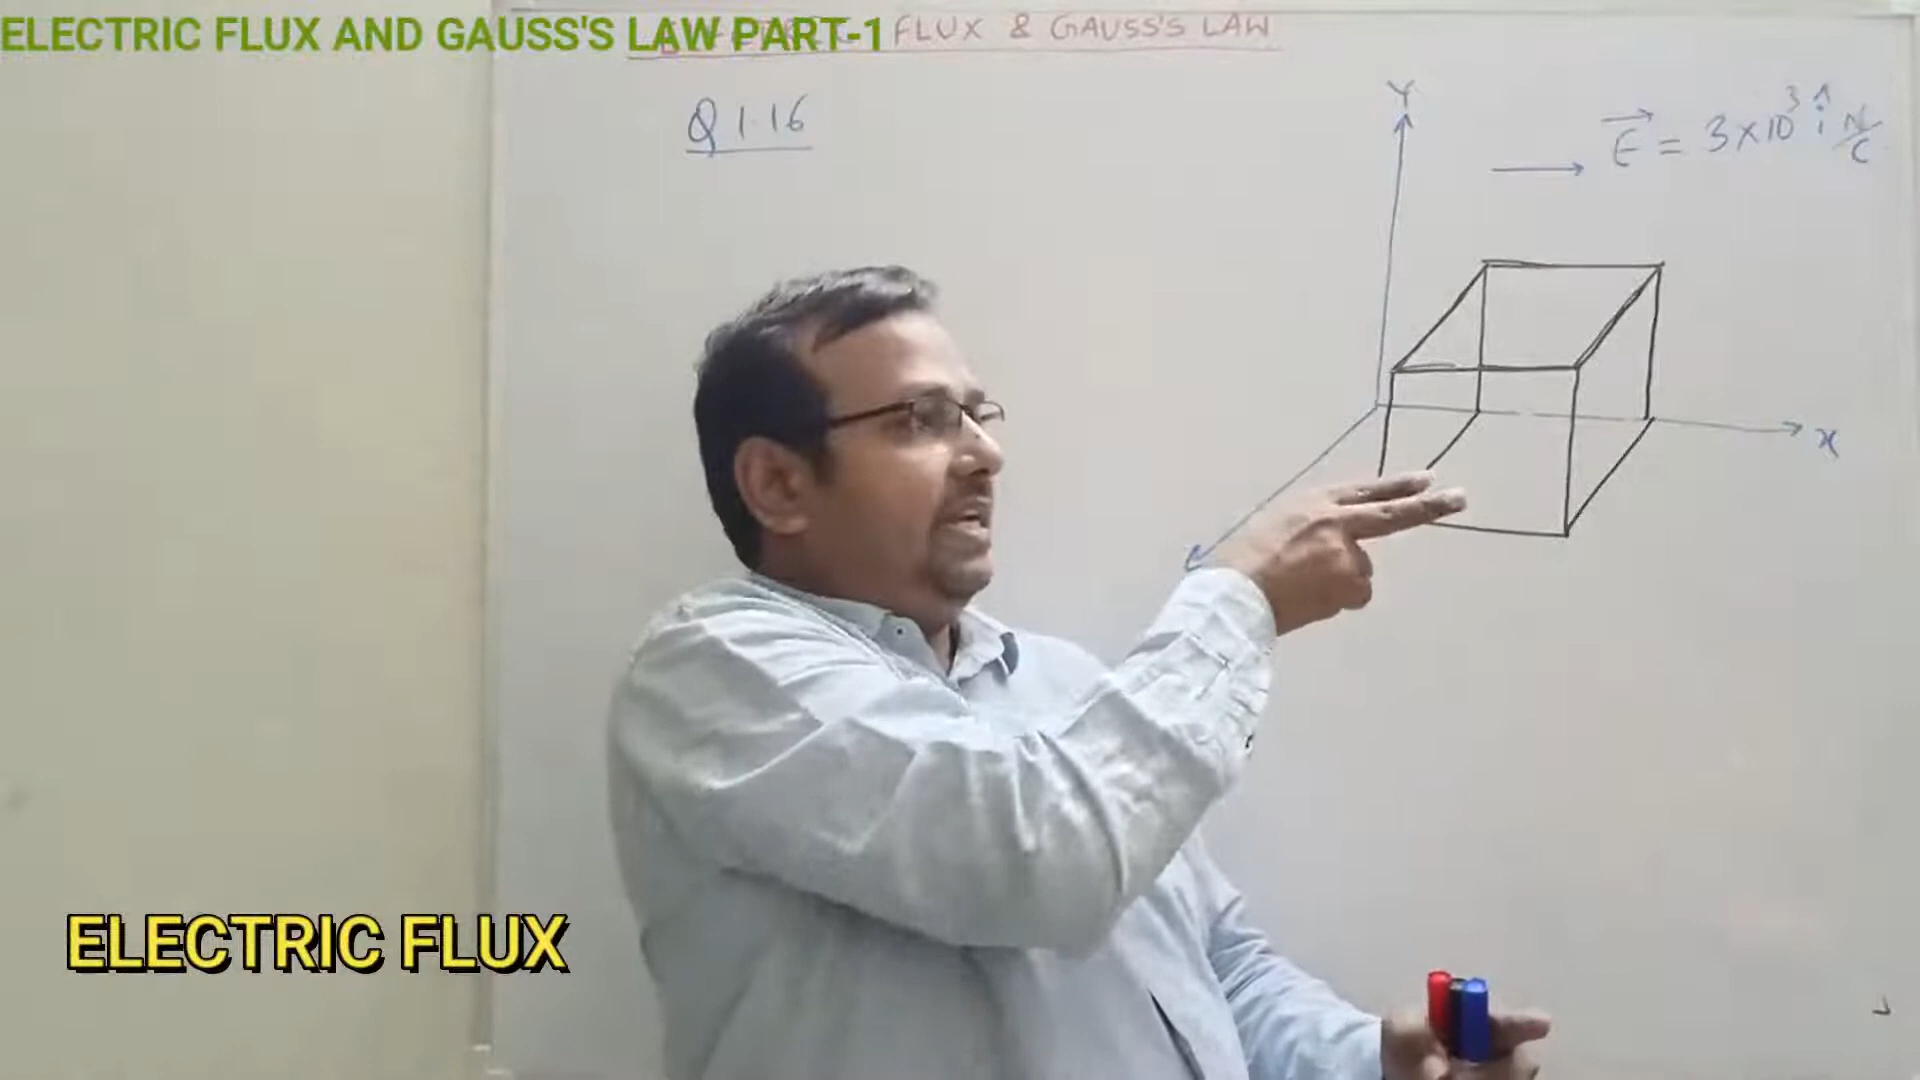 ELECTRIC FLUX AND GAUSS'S LAW PART-1
FLUX & GAUSS'S LAW
Q 1.16
Y
E⃗ = 3×10³ î N/C
x
ELECTRIC FLUX